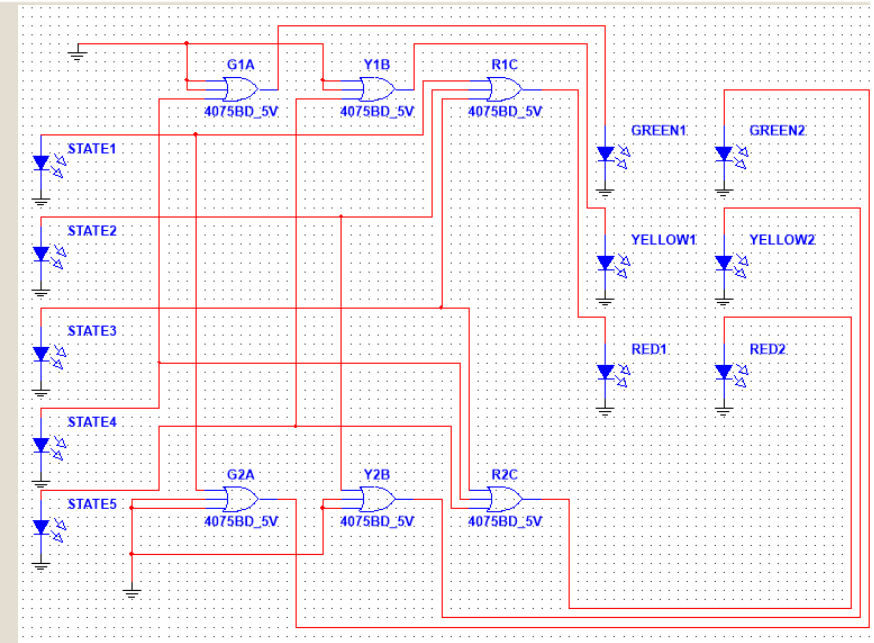 G1A
Y1B
R1C
4075BD_5V
4075BD_5V
4075BD_5V
STATE1
GREEN1
GREEN2
STATE2
YELLOW1
YELLOW2
STATE3
RED1
RED2
STATE4
G2A
Y2B
R2C
STATE5
4075BD_5V
4075BD_5V
4075BD_5V